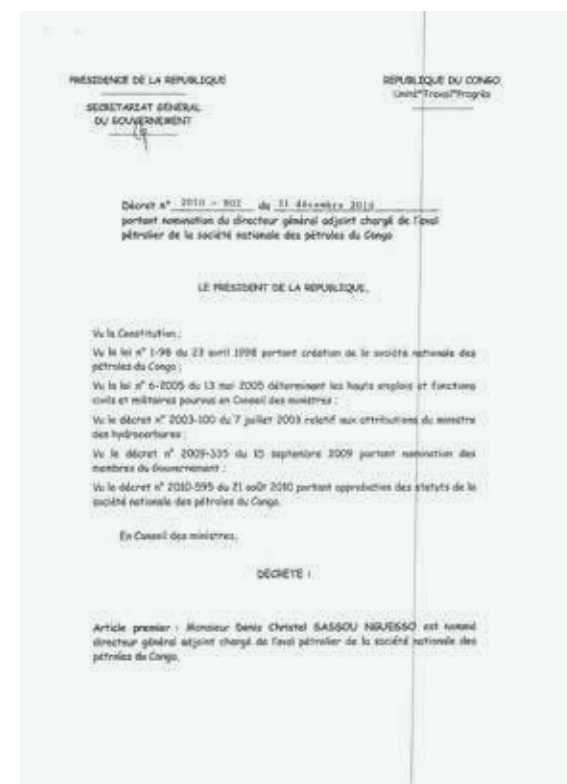 PRESIDENCE DE LA REPUBLIQUE
SECRETARIAT GENERAL
DU GOUVERNEMENT
REPUBLIQUE DU CONGO
Unité*Travail*Progrès
Décret n° 2010 - 802 du 31 décembre 2010
portant nomination du directeur général adjoint chargé de l'aval
pétrolier de la société nationale des pétroles du Congo
LE PRESIDENT DE LA REPUBLIQUE,
Vu la Constitution ;
Vu la loi n° 1-98 du 23 avril 1998 portant création de la société nationale des
pétroles du Congo ;
Vu la loi n° 6-2005 du 13 mai 2005 déterminant les hauts emplois et fonctions
civils et militaires pourvus en Conseil des ministres ;
Vu le décret n° 2003-100 du 7 juillet 2003 relatif aux attributions du ministre
des hydrocarbures ;
Vu le décret n° 2009-335 du 15 septembre 2009 portant nomination des
membres du Gouvernement ;
Vu le décret n° 2010-595 du 21 août 2010 portant approbation des statuts de la
société nationale des pétroles du Congo.
En Conseil des ministres,
DECRETE :
Article premier : Monsieur Denis Christel SASSOU NGUESSO est nommé
directeur général adjoint chargé de l'aval pétrolier de la société nationale des
pétroles du Congo.